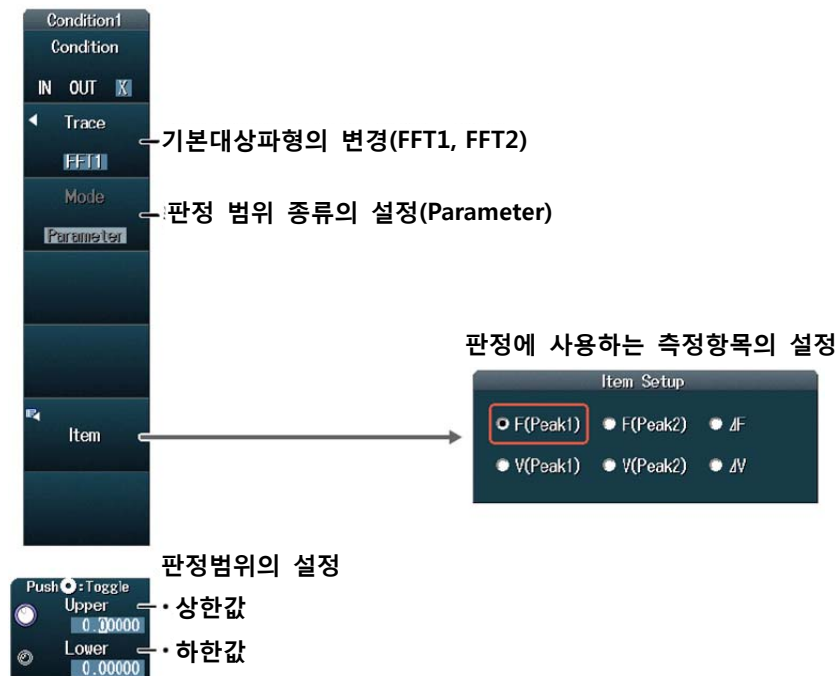 Condition1
Condition
IN OUT X
Trace
FFT1
기본대상파형의 변경(FFT1, FFT2)
Mode
Parameter
판정 범위 종류의 설정(Parameter)
판정에 사용하는 측정항목의 설정
Item Setup
F(Peak1) F(Peak2) ΔF
V(Peak1) V(Peak2) ΔV
Item
판정범위의 설정
Push :Toggle
Upper
0.00000
・상한값
Lower
0.00000
・하한값